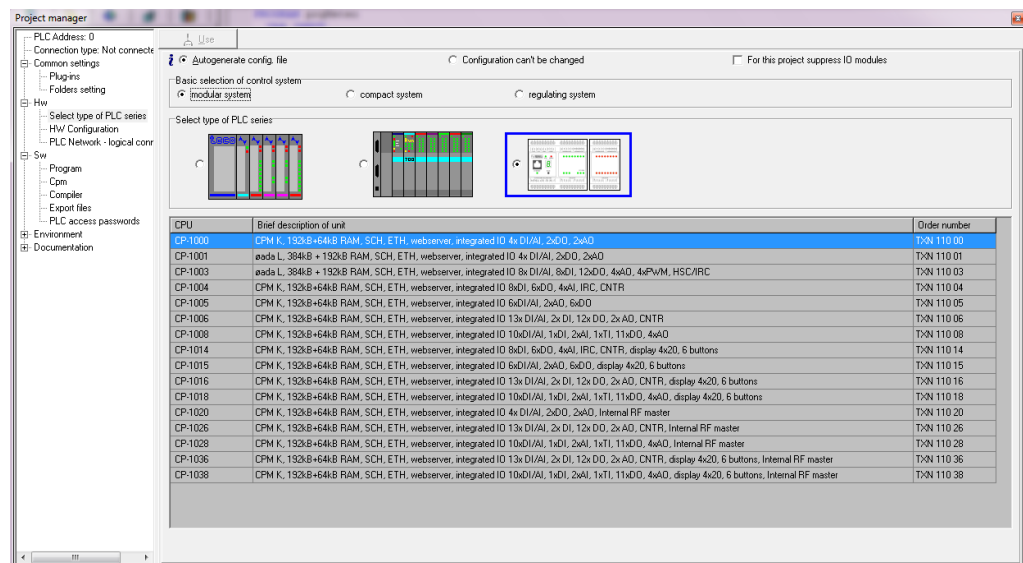 Project manager
PLC Address: 0
Connection type: Not connecte
Common settings
Plug-ins
Folders setting
Hw
Select type of PLC series
HW Configuration
PLC Network - logical conr
Sw
Program
Cpm
Compiler
Export files
PLC access passwords
Environment
Documentation
Use
Autogenerate config. file Configuration can't be changed For this project suppress IO modules
Basic selection of control system
modular system compact system regulating system
Select type of PLC series
teco
TC0
CPU Brief description of unit Order number
CP-1000 CPM K, 192kB+64kB RAM, SCH, ETH, webserver, integrated IO 4x DI/AI, 2xDO, 2xAO TXN 110 00
CP-1001 øada L, 384kB + 192kB RAM, SCH, ETH, webserver, integrated IO 4x DI/AI, 2xDO, 2xAO TXN 110 01
CP-1003 øada L, 384kB + 192kB RAM, SCH, ETH, webserver, integrated IO 8x DI/AI, 8xDI, 12xDO, 4xAO, 4xPWM, HSC/IRC TXN 110 03
CP-1004 CPM K, 192kB+64kB RAM, SCH, ETH, webserver, integrated IO 8xDI, 6xDO, 4xAI, IRC, CNTR TXN 110 04
CP-1005 CPM K, 192kB+64kB RAM, SCH, ETH, webserver, integrated IO 6xDI/AI, 2xAO, 6xDO TXN 110 05
CP-1006 CPM K, 192kB+64kB RAM, SCH, ETH, webserver, integrated IO 13x DI/AI, 2x DI, 12x DO, 2x AO, CNTR TXN 110 06
CP-1008 CPM K, 192kB+64kB RAM, SCH, ETH, webserver, integrated IO 10xDI/AI, 1xDI, 2xAI, 1xTI, 11xDO, 4xAO TXN 110 08
CP-1014 CPM K, 192kB+64kB RAM, SCH, ETH, webserver, integrated IO 8xDI, 6xDO, 4xAI, IRC, CNTR, display 4x20, 6 buttons TXN 110 14
CP-1015 CPM K, 192kB+64kB RAM, SCH, ETH, webserver, integrated IO 6xDI/AI, 2xAO, 6xDO, display 4x20, 6 buttons TXN 110 15
CP-1016 CPM K, 192kB+64kB RAM, SCH, ETH, webserver, integrated IO 13x DI/AI, 2x DI, 12x DO, 2x AO, CNTR, display 4x20, 6 buttons TXN 110 16
CP-1018 CPM K, 192kB+64kB RAM, SCH, ETH, webserver, integrated IO 10xDI/AI, 1xDI, 2xAI, 1xTI, 11xDO, 4xAO, display 4x20, 6 buttons TXN 110 18
CP-1020 CPM K, 192kB+64kB RAM, SCH, ETH, webserver, integrated IO 4x DI/AI, 2xDO, 2xAO, Internal RF master TXN 110 20
CP-1026 CPM K, 192kB+64kB RAM, SCH, ETH, webserver, integrated IO 13x DI/AI, 2x DI, 12x DO, 2x AO, CNTR, Internal RF master TXN 110 26
CP-1028 CPM K, 192kB+64kB RAM, SCH, ETH, webserver, integrated IO 10xDI/AI, 1xDI, 2xAI, 1xTI, 11xDO, 4xAO, Internal RF master TXN 110 28
CP-1036 CPM K, 192kB+64kB RAM, SCH, ETH, webserver, integrated IO 13x DI/AI, 2x DI, 12x DO, 2x AO, CNTR, display 4x20, 6 buttons, Internal RF master TXN 110 36
CP-1038 CPM K, 192kB+64kB RAM, SCH, ETH, webserver, integrated IO 10xDI/AI, 1xDI, 2xAI, 1xTI, 11xDO, 4xAO, display 4x20, 6 buttons, Internal RF master TXN 110 38